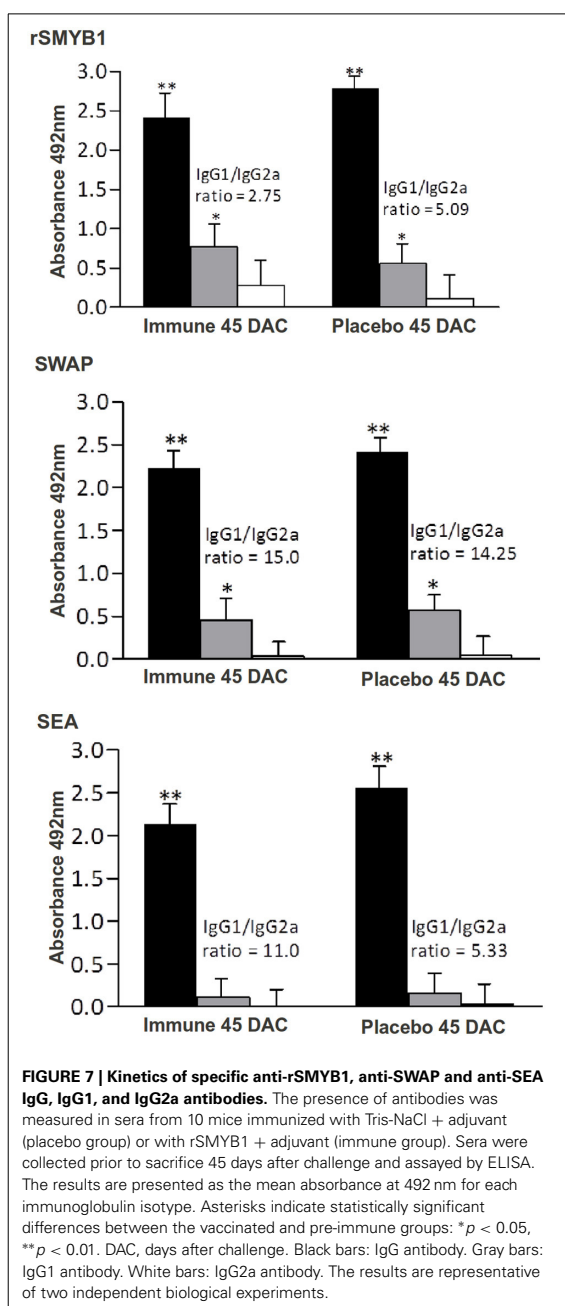 rSMYB1
3.0
2.5
2.0
1.5
1.0
0.5
0.0
Absorbance 492nm
**
**
IgG1/IgG2a
ratio = 2.75
*
IgG1/IgG2a
ratio = 5.09
*
Immune 45 DAC
Placebo 45 DAC
SWAP
3.0
2.5
2.0
1.5
1.0
0.5
0.0
Absorbance 492nm
**
**
IgG1/IgG2a
ratio = 15.0
*
IgG1/IgG2a
ratio = 14.25
*
Immune 45 DAC
Placebo 45 DAC
SEA
3.0
2.5
2.0
1.5
1.0
0.5
0.0
Absorbance 492nm
**
**
IgG1/IgG2a
ratio = 11.0
IgG1/IgG2a
ratio = 5.33
Immune 45 DAC
Placebo 45 DAC
FIGURE 7 | Kinetics of specific anti-rSMYB1, anti-SWAP and anti-SEA
IgG, IgG1, and IgG2a antibodies. The presence of antibodies was
measured in sera from 10 mice immunized with Tris-NaCl + adjuvant
(placebo group) or with rSMYB1 + adjuvant (immune group). Sera were
collected prior to sacrifice 45 days after challenge and assayed by ELISA.
The results are presented as the mean absorbance at 492 nm for each
immunoglobulin isotype. Asterisks indicate statistically significant
differences between the vaccinated and pre-immune groups: *p < 0.05,
**p < 0.01. DAC, days after challenge. Black bars: IgG antibody. Gray bars:
IgG1 antibody. White bars: IgG2a antibody. The results are representative
of two independent biological experiments.